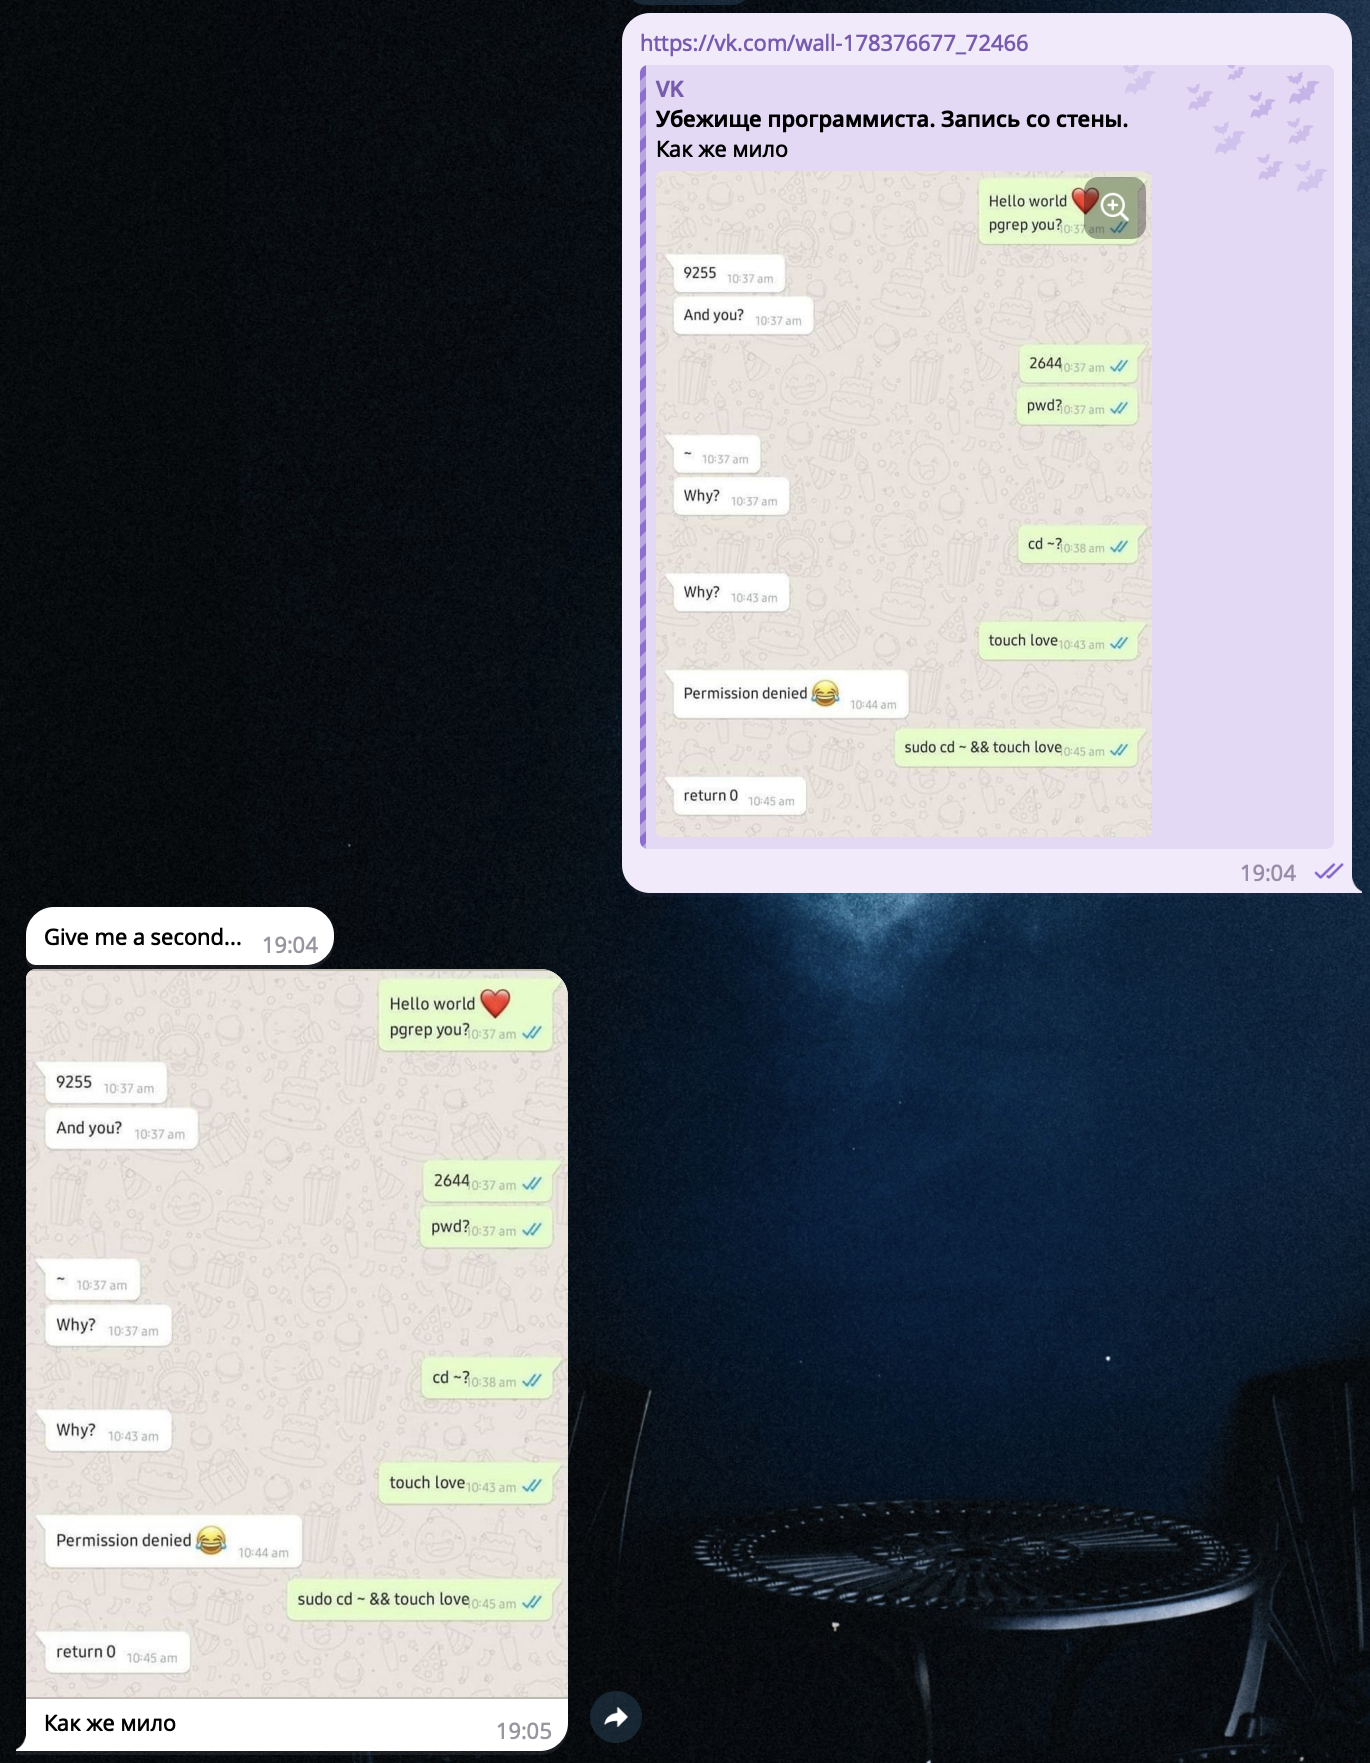 https://vk.com/wall-178376677_72466
VK
Убежище программиста. Запись со стены.
Как же мило
Hello world ❤️
pgrep you? 10:37 am
9255 10:37 am
And you? 10:37 am
2644 10:37 am
pwd? 10:37 am
~ 10:37 am
Why? 10:37 am
cd ~? 10:38 am
Why? 10:43 am
touch love 10:43 am
Permission denied 😂 10:44 am
sudo cd ~ && touch love 10:45 am
return 0 10:45 am
19:04
Give me a second... 19:04
Hello world ❤️
pgrep you? 10:37 am
9255 10:37 am
And you? 10:37 am
2644 10:37 am
pwd? 10:37 am
~ 10:37 am
Why? 10:37 am
cd ~? 10:38 am
Why? 10:43 am
touch love 10:43 am
Permission denied 😂 10:44 am
sudo cd ~ && touch love 10:45 am
return 0 10:45 am
Как же мило
19:05